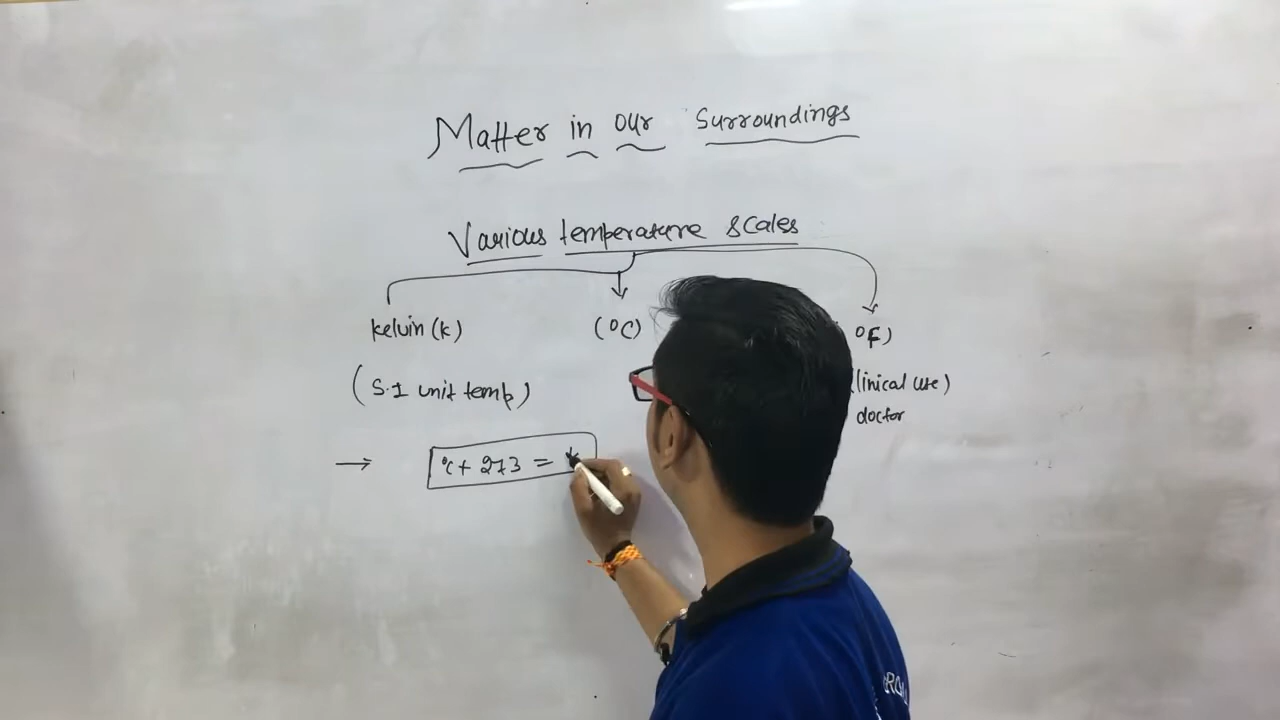 Matter in our Surroundings
Various temperature scales
kelvin (k) (°C) °F)
(S.I unit temp) linical use)
doctor
→ °C + 273 = k